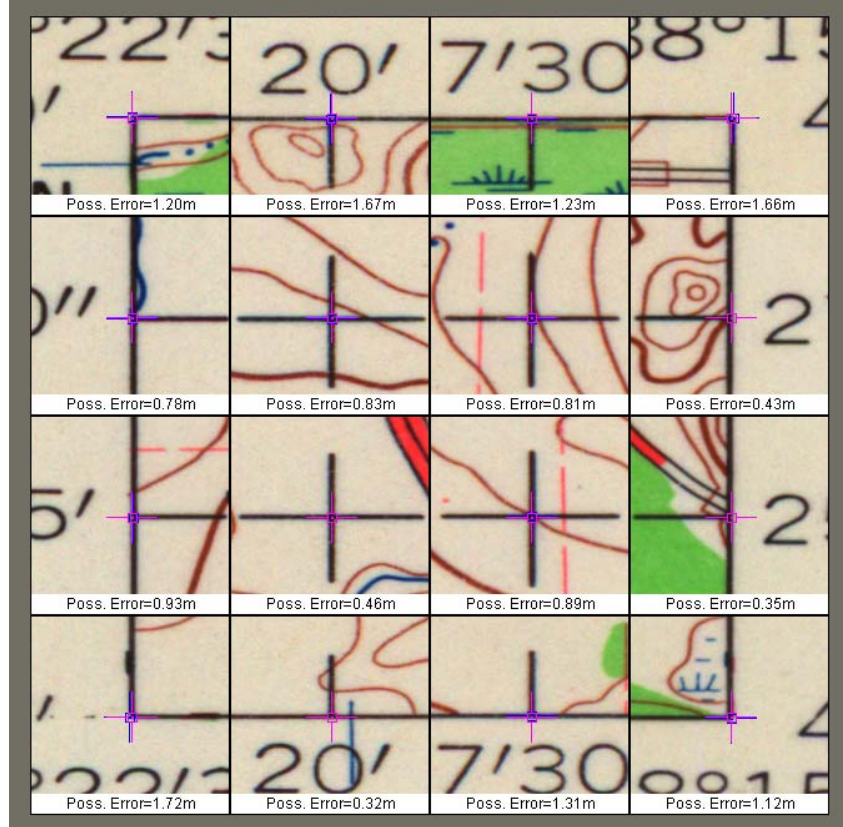 °22′3 20′ 7′30 38°15
0′ 4
N
Poss. Error=1.20m Poss. Error=1.67m Poss. Error=1.23m Poss. Error=1.66m
0″ 2
Poss. Error=0.78m Poss. Error=0.83m Poss. Error=0.81m Poss. Error=0.43m
5′ 25
Poss. Error=0.93m Poss. Error=0.46m Poss. Error=0.89m Poss. Error=0.35m
°22′3 20′ 7′30 8°15
Poss. Error=1.72m Poss. Error=0.32m Poss. Error=1.31m Poss. Error=1.12m